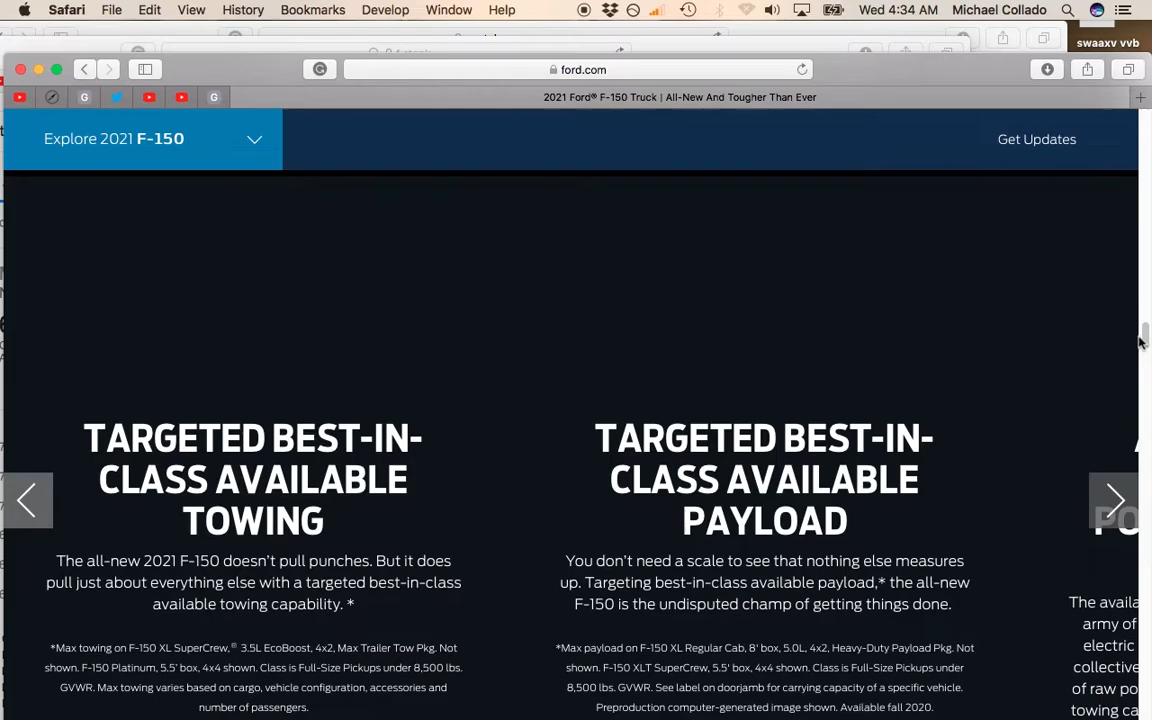 Safari File Edit View History Bookmarks Develop Window Help Wed 4:34 AM Michael Collado
swaaxv vvb
ford.com
2021 Ford® F-150 Truck | All-New And Tougher Than Ever
Explore 2021 F-150
Get Updates
TARGETED BEST-IN-
CLASS AVAILABLE
TOWING
The all-new 2021 F-150 doesn't pull punches. But it does
pull just about everything else with a targeted best-in-class
available towing capability. *
*Max towing on F-150 XL SuperCrew,® 3.5L EcoBoost, 4x2, Max Trailer Tow Pkg. Not
shown. F-150 Platinum, 5.5' box, 4x4 shown. Class is Full-Size Pickups under 8,500 lbs.
GVWR. Max towing varies based on cargo, vehicle configuration, accessories and
number of passengers.
TARGETED BEST-IN-
CLASS AVAILABLE
PAYLOAD
You don't need a scale to see that nothing else measures
up. Targeting best-in-class available payload,* the all-new
F-150 is the undisputed champ of getting things done.
*Max payload on F-150 XL Regular Cab, 8' box, 5.0L, 4x2, Heavy-Duty Payload Pkg. Not
shown. F-150 XLT SuperCrew, 5.5' box, 4x4 shown. Class is Full-Size Pickups under
8,500 lbs. GVWR. See label on doorjamb for carrying capacity of a specific vehicle.
Preproduction computer-generated image shown. Available fall 2020.
The availa
army of
electric
collective
of raw po
towing ca